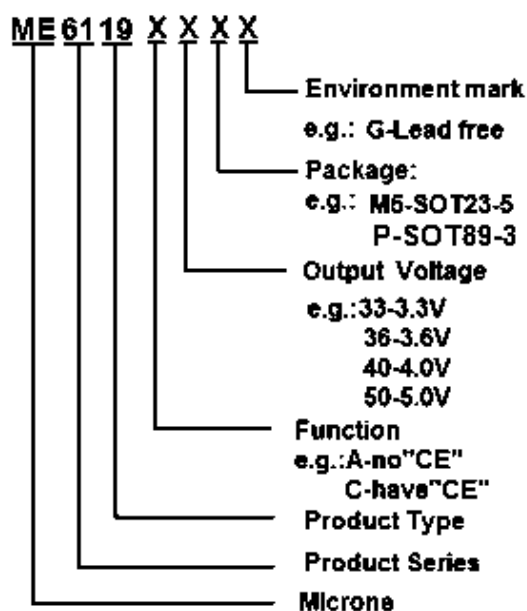 ME6119 X X X X
Environment mark
e.g.: G-Lead free
Package:
e.g.: M5-SOT23-5
P-SOT89-3
Output Voltage
e.g.:33-3.3V
36-3.6V
40-4.0V
50-5.0V
Function
e.g.:A-no"CE"
C-have"CE"
Product Type
Product Series
Microne